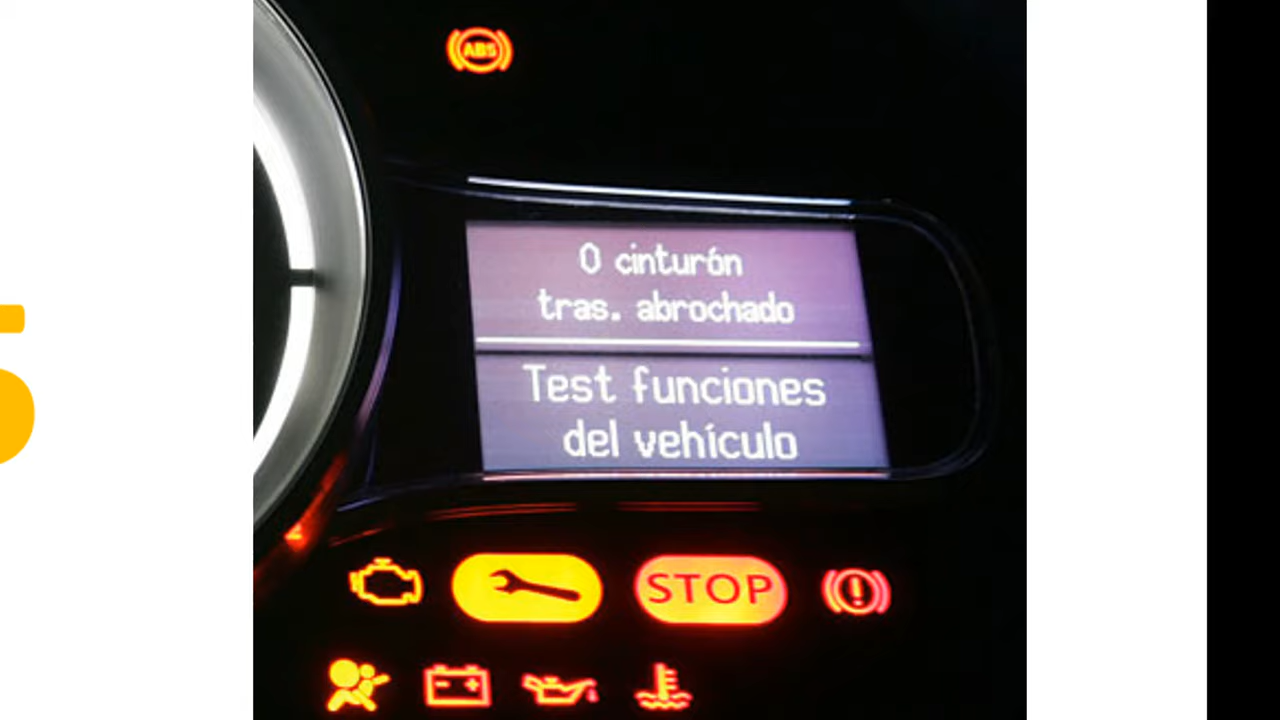 ABS
0 cinturón
tras. abrochado
Test funciones
del vehículo
STOP